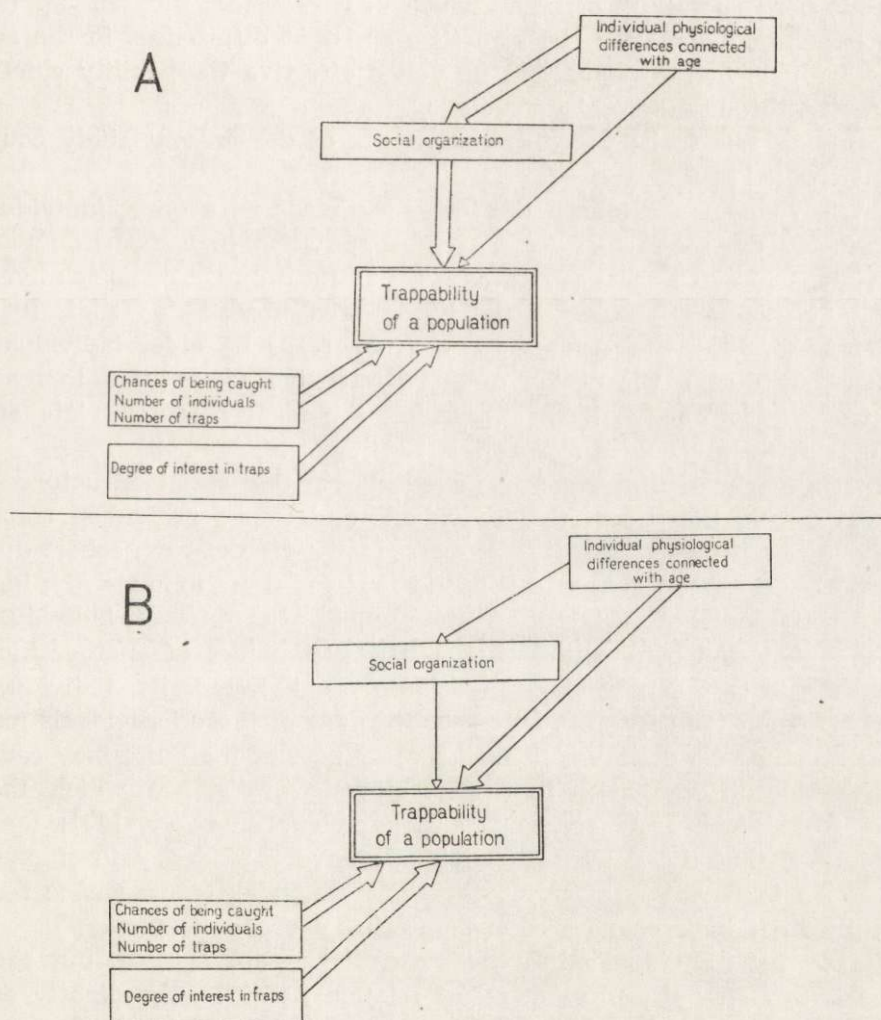 A
Individual physiological
differences connected
with age
Social organization
Trappability
of a population
Chances of being caught
Number of individuals
Number of traps
Degree of interest in traps
B
Individual physiological
differences connected
with age
Social organization
Trappability
of a population
Chances of being caught
Number of individuals
Number of traps
Degree of interest in traps